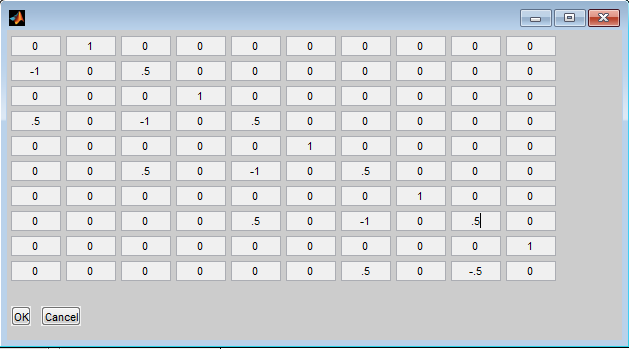 0 1 0 0 0 0 0 0 0 0
-1 0 .5 0 0 0 0 0 0 0
0 0 0 1 0 0 0 0 0 0
.5 0 -1 0 .5 0 0 0 0 0
0 0 0 0 0 1 0 0 0 0
0 0 .5 0 -1 0 .5 0 0 0
0 0 0 0 0 0 0 1 0 0
0 0 0 0 .5 0 -1 0 .5 0
0 0 0 0 0 0 0 0 0 1
0 0 0 0 0 0 .5 0 -.5 0
OK Cancel